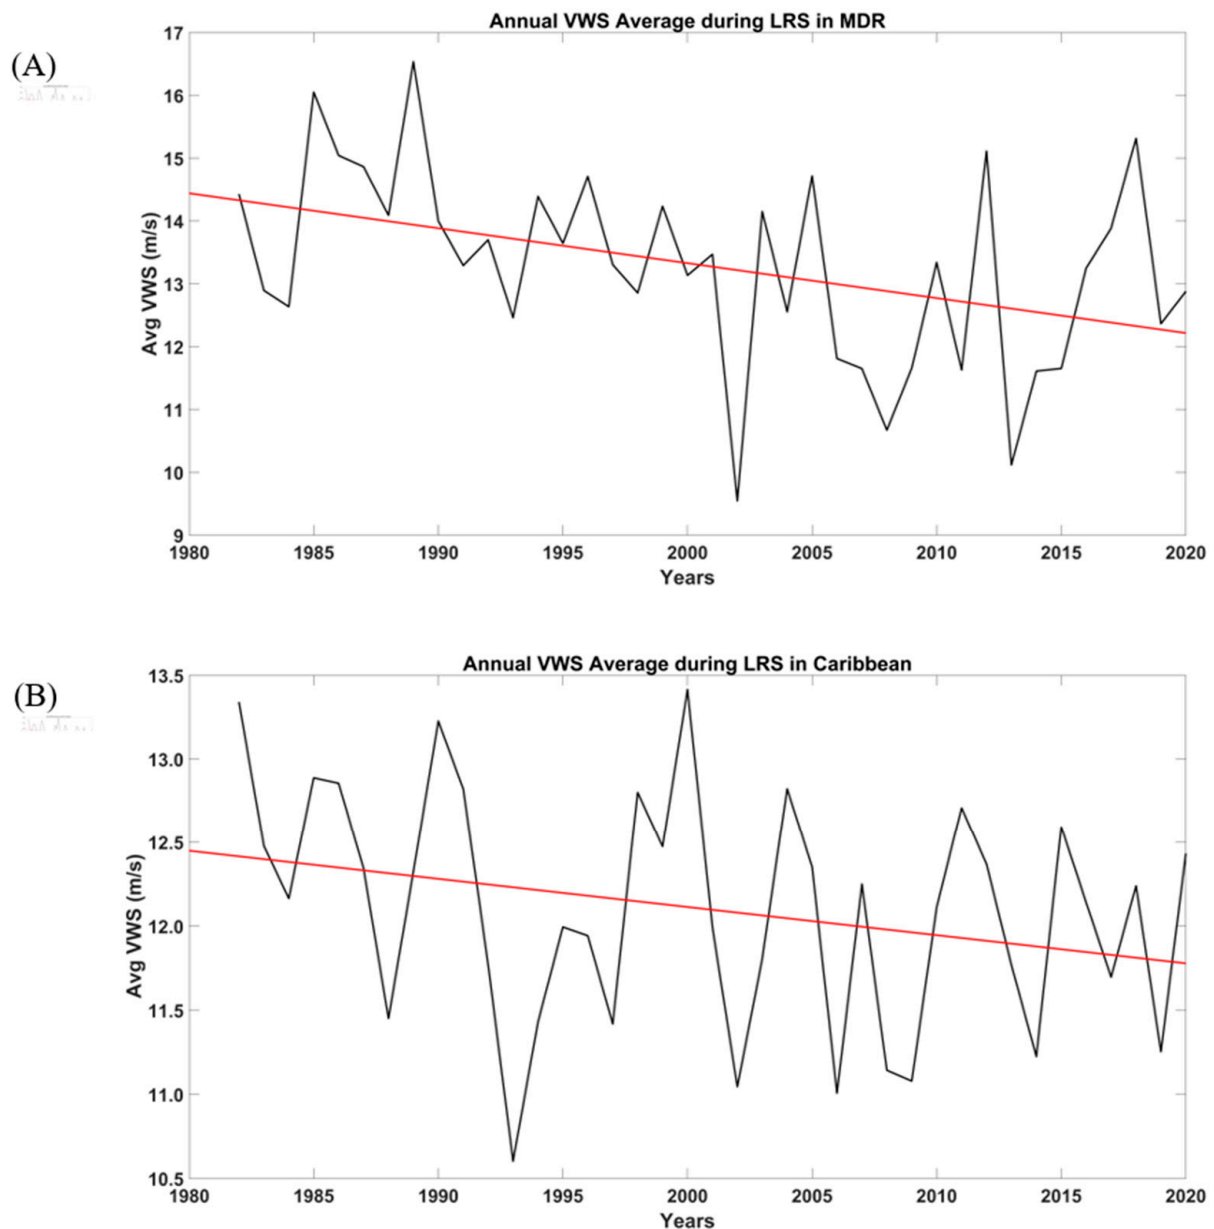 Annual VWS Average during LRS in MDR
(A)
17
16
15
14
13
12
11
10
9
Avg VWS (m/s)
1980 1985 1990 1995 2000 2005 2010 2015 2020
Years
Annual VWS Average during LRS in Caribbean
(B)
13.5
13.0
12.5
12.0
11.5
11.0
10.5
Avg VWS (m/s)
1980 1985 1990 1995 2000 2005 2010 2015 2020
Years